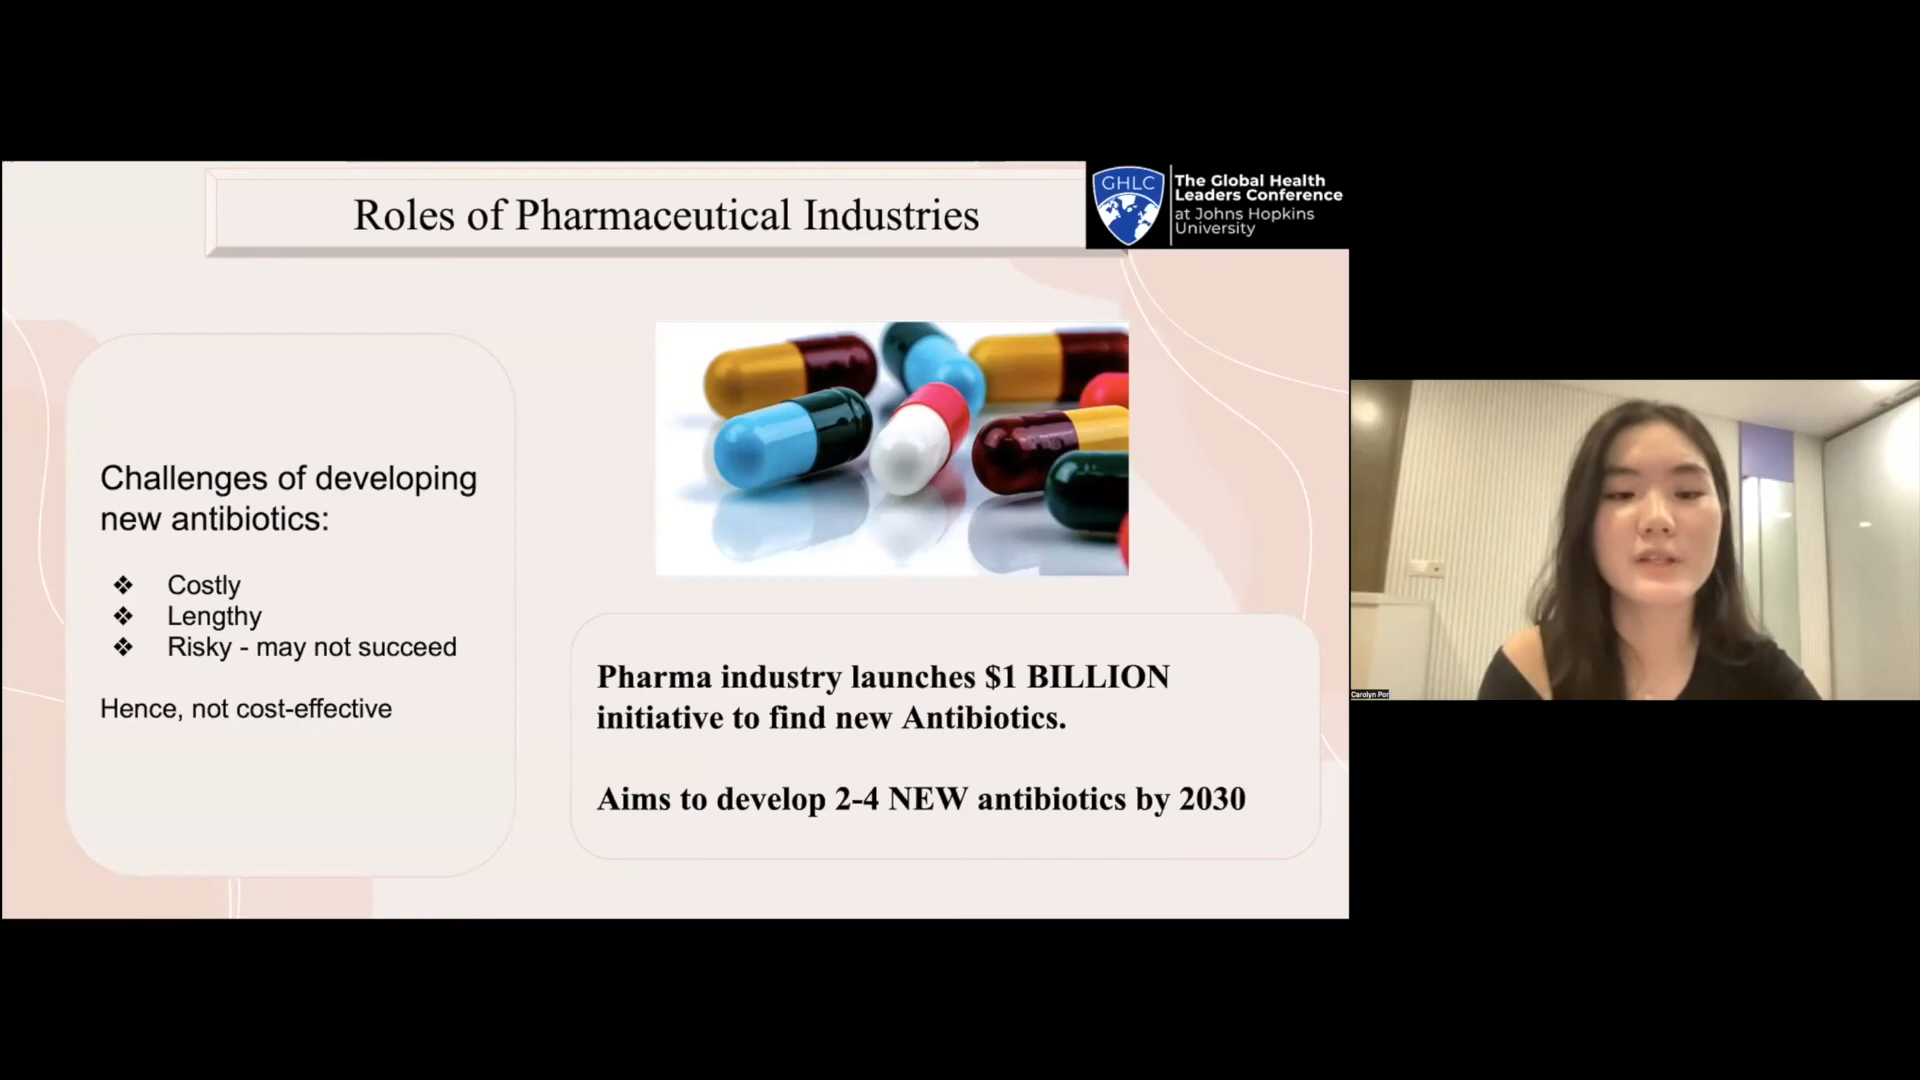 Roles of Pharmaceutical Industries
GHLC
The Global Health
Leaders Conference
at Johns Hopkins
University
Challenges of developing
new antibiotics:
❖ Costly
❖ Lengthy
❖ Risky - may not succeed
Hence, not cost-effective
Pharma industry launches $1 BILLION
initiative to find new Antibiotics.
Aims to develop 2-4 NEW antibiotics by 2030
Carolyn Por